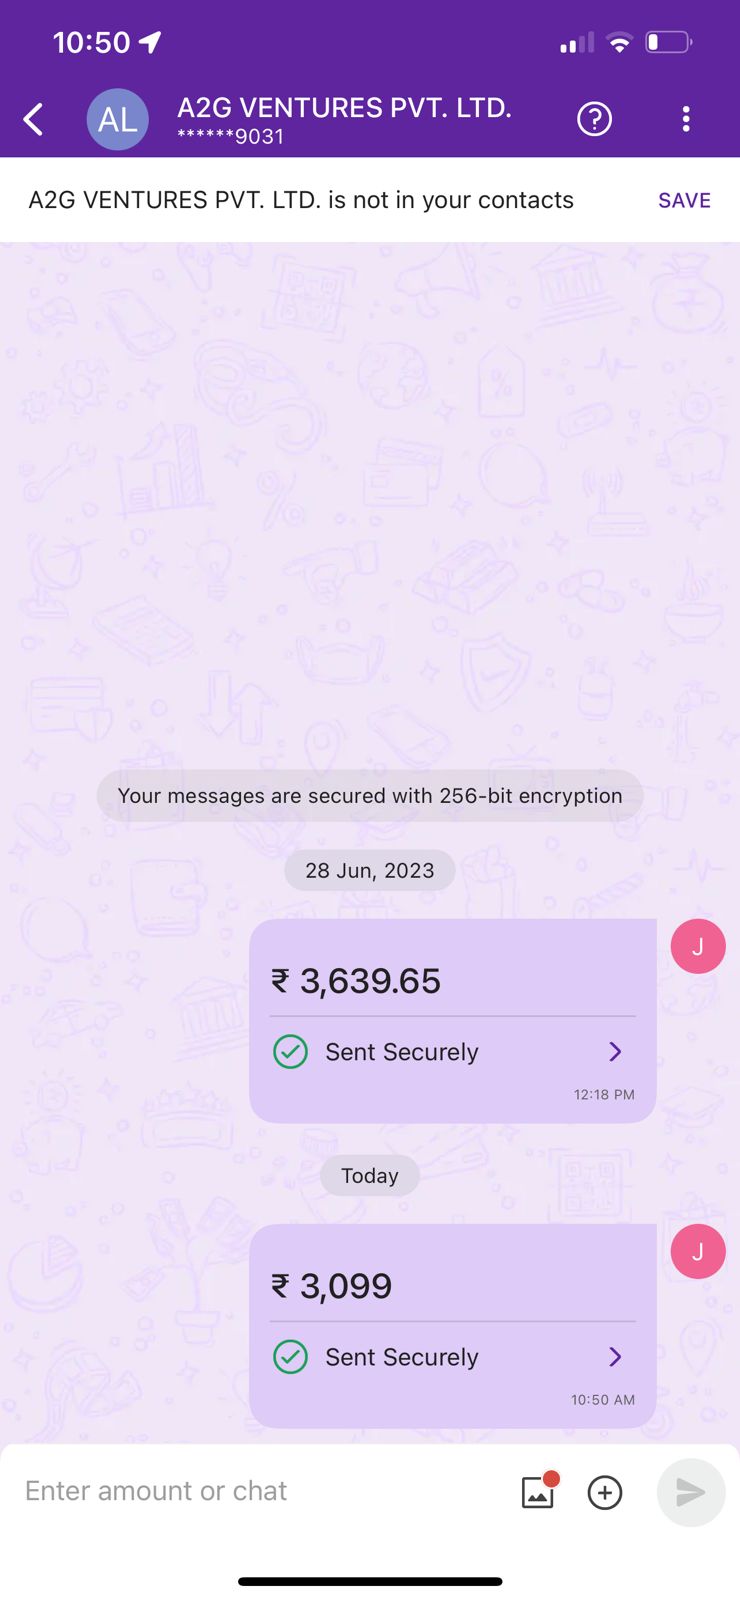 10:50
AL
A2G VENTURES PVT. LTD.
******9031
A2G VENTURES PVT. LTD. is not in your contacts
SAVE
Your messages are secured with 256-bit encryption
28 Jun, 2023
₹ 3,639.65
J
Sent Securely
12:18 PM
Today
₹ 3,099
J
Sent Securely
10:50 AM
Enter amount or chat